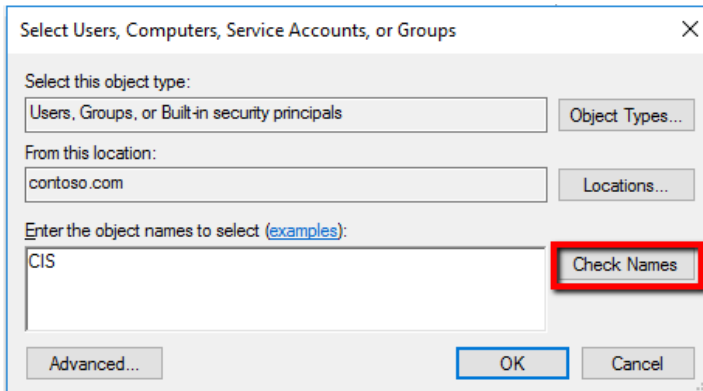 Select Users, Computers, Service Accounts, or Groups
Select this object type:
Users, Groups, or Built-in security principals
Object Types...
From this location:
contoso.com
Locations...
Enter the object names to select (examples):
CIS
Check Names
Advanced...
OK
Cancel